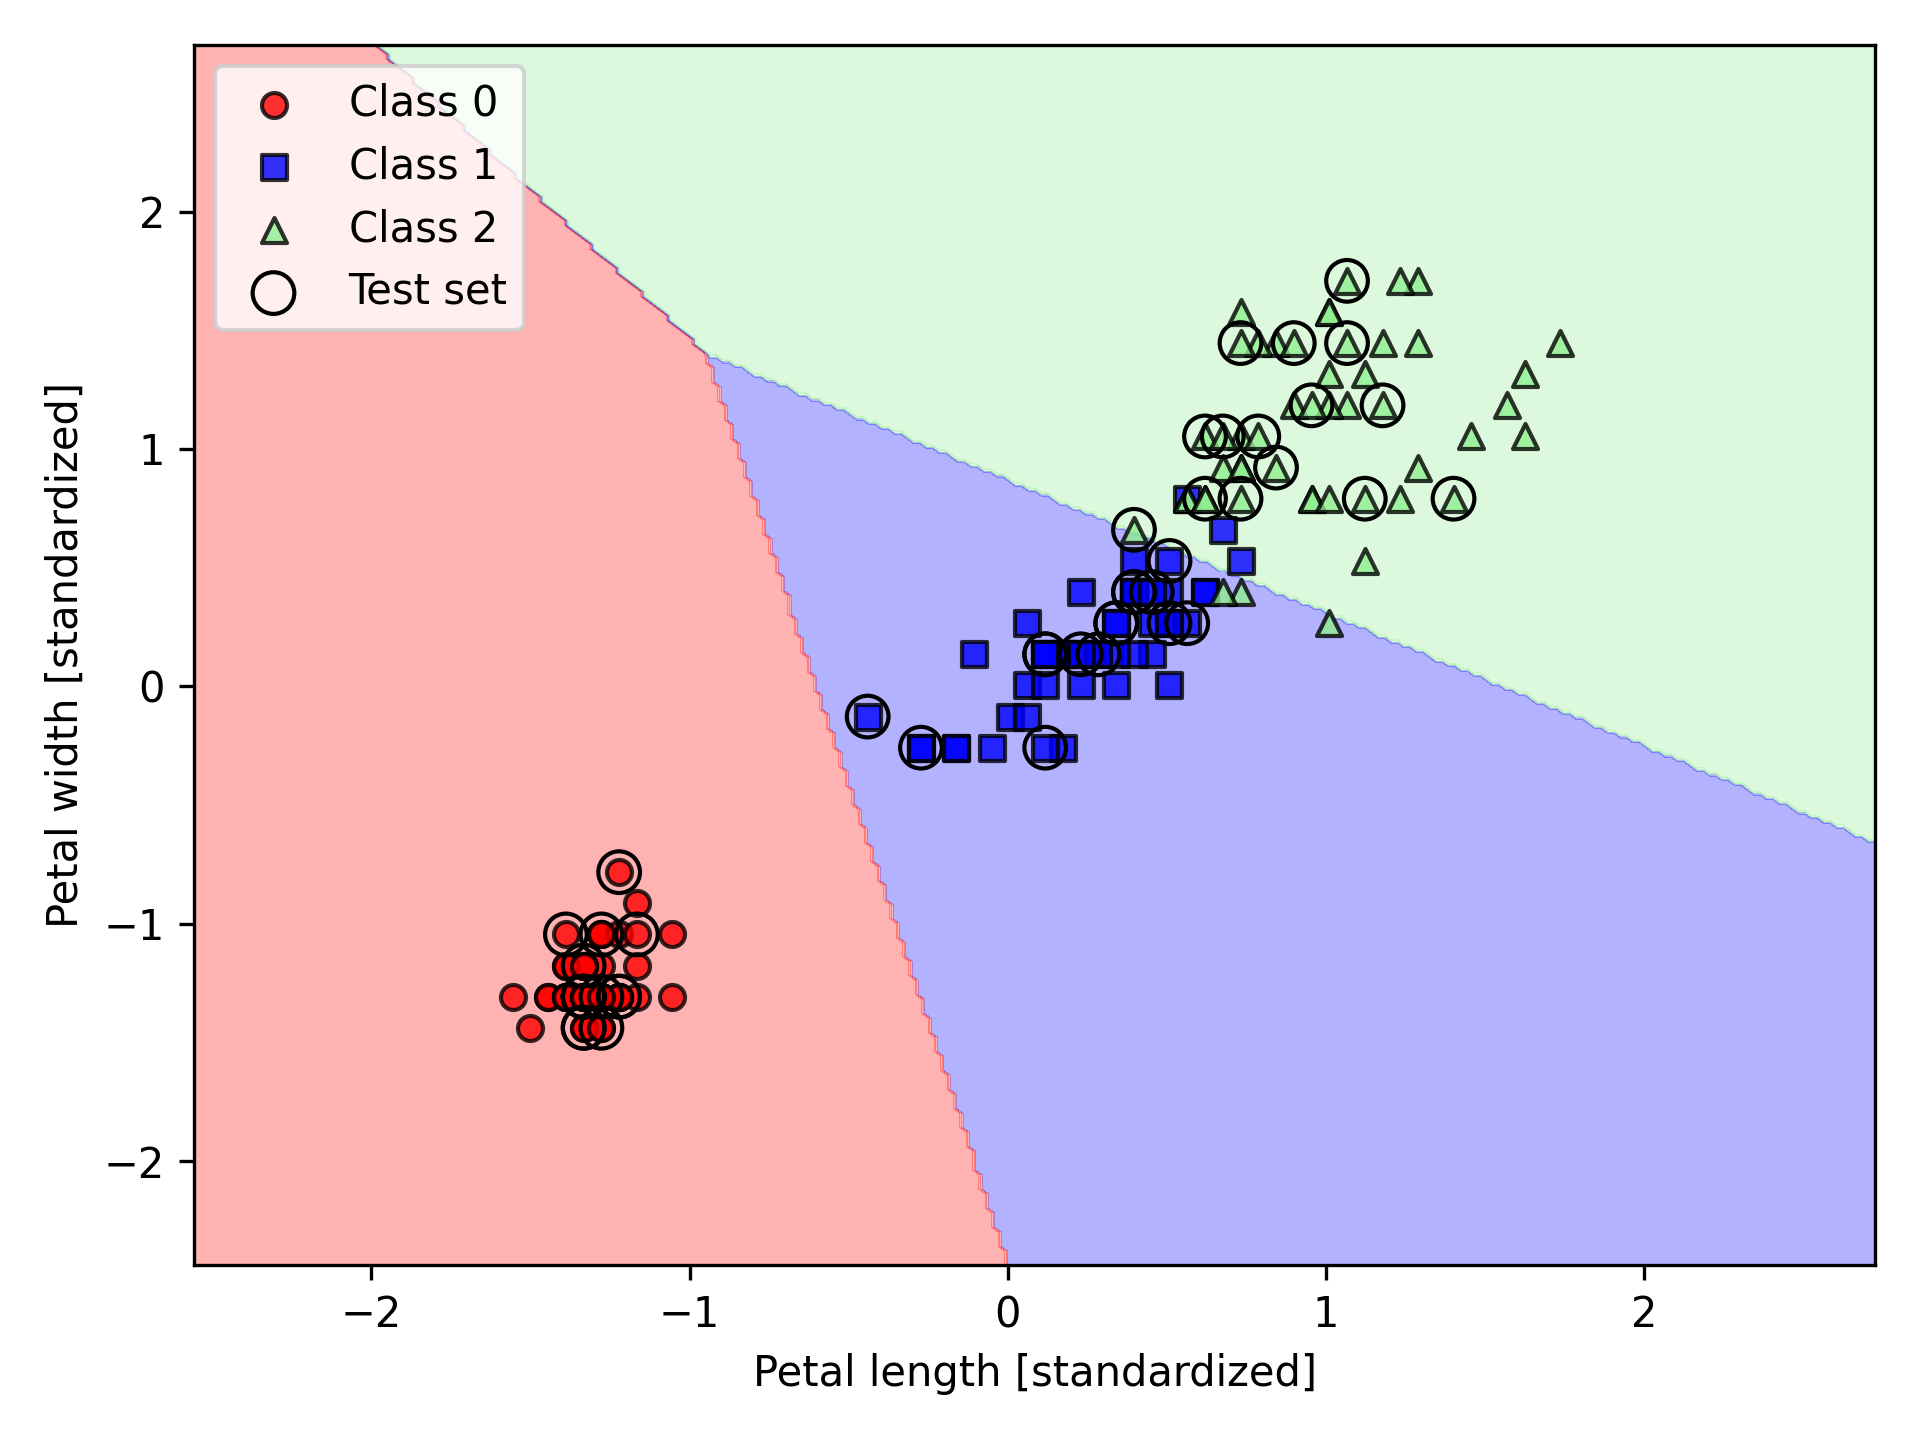 Class 0
Class 1
Class 2
Test set
2
1
0
−1
−2
Petal width [standardized]
−2
−1
0
1
2
Petal length [standardized]